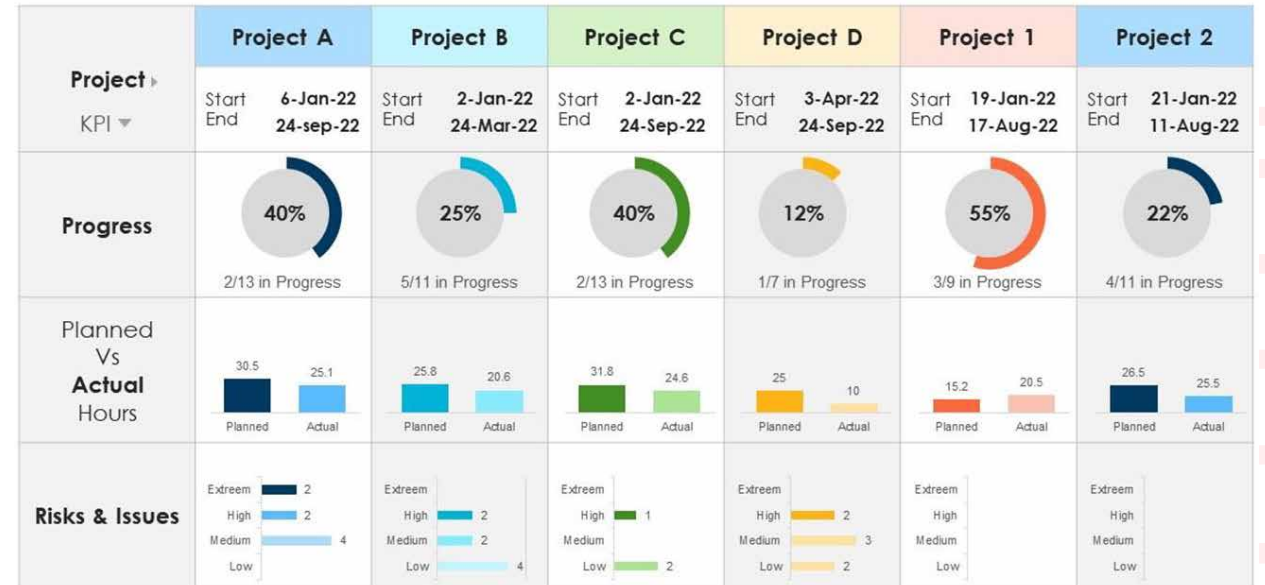 Project A Project B Project C Project D Project 1 Project 2
Project
KPI
Start 6-Jan-22 Start 2-Jan-22 Start 2-Jan-22 Start 3-Apr-22 Start 19-Jan-22 Start 21-Jan-22
End 24-sep-22 End 24-Mar-22 End 24-Sep-22 End 24-Sep-22 End 17-Aug-22 End 11-Aug-22
Progress
40% 25% 40% 12% 55% 22%
2/13 in Progress 5/11 in Progress 2/13 in Progress 1/7 in Progress 3/9 in Progress 4/11 in Progress
Planned
Vs
Actual
Hours
30.5 25.1 25.8 20.6 31.8 24.6 25 10 15.2 20.5 26.5 25.5
Planned Actual Planned Actual Planned Actual Planned Actual Planned Actual Planned Actual
Risks & Issues
Extreem 2 Extreem Extreem Extreem Extreem Extreem
High 2 High 2 High 1 High 2 High High
Medium 4 Medium 2 Medium Medium 3 Medium Medium
Low Low 4 Low 2 Low 2 Low Low